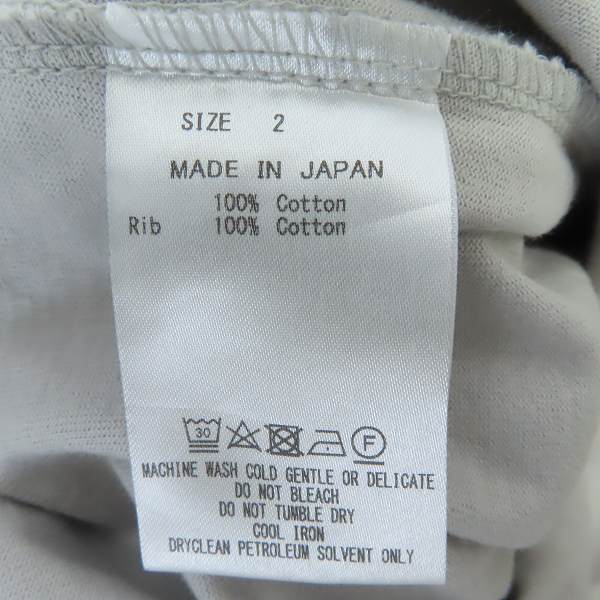 SIZE 2
MADE IN JAPAN
100% Cotton
Rib 100% Cotton
30 F
MACHINE WASH COLD GENTLE OR DELICATE
DO NOT BLEACH
DO NOT TUMBLE DRY
COOL IRON
DRYCLEAN PETROLEUM SOLVENT ONLY